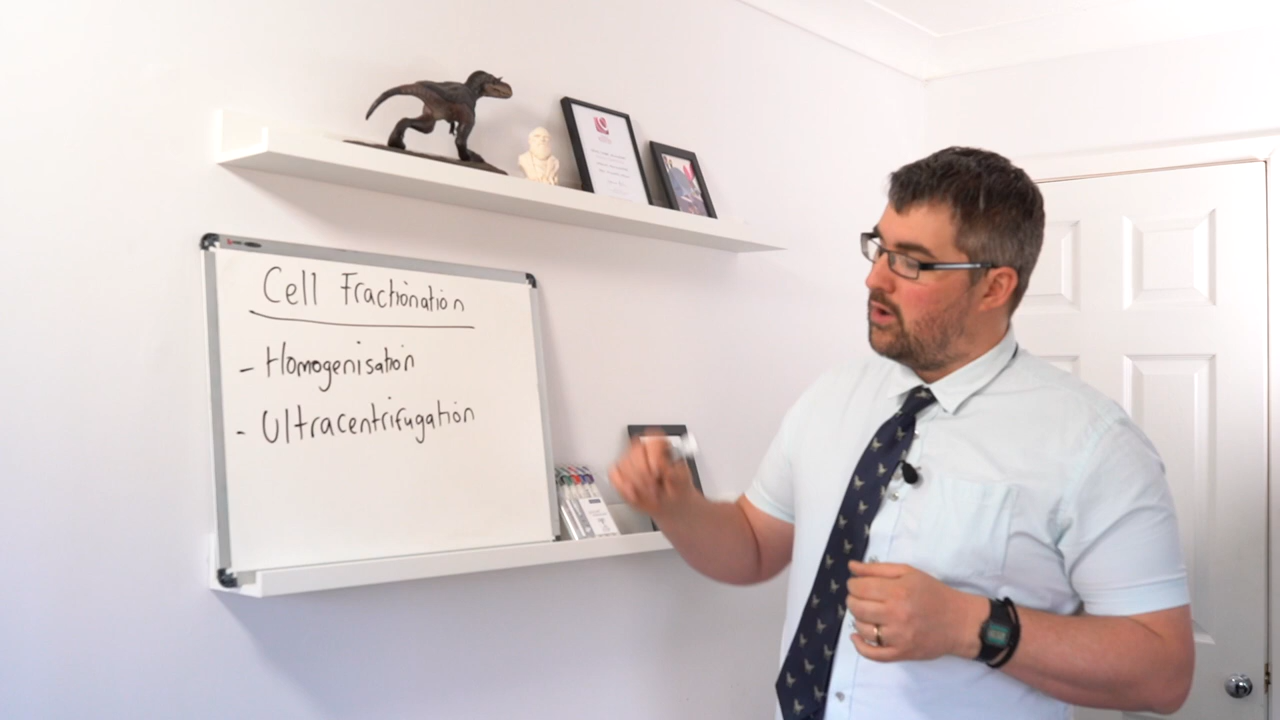 Cell Fractionation
- Homogenisation
- Ultracentrifugation